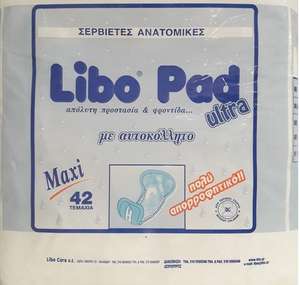 ΣΕΡΒΙΕΤΕΣ ΑΝΑΤΟΜΙΚΕΣ
Libo® Pad
ultra
απόλυτη προστασία & φροντίδα...
με αυτοκόλλητο
Maxi
42
ΤΕΜΑΧΙΑ
πολύ
απορροφητικό!!
Libo Care a.e.